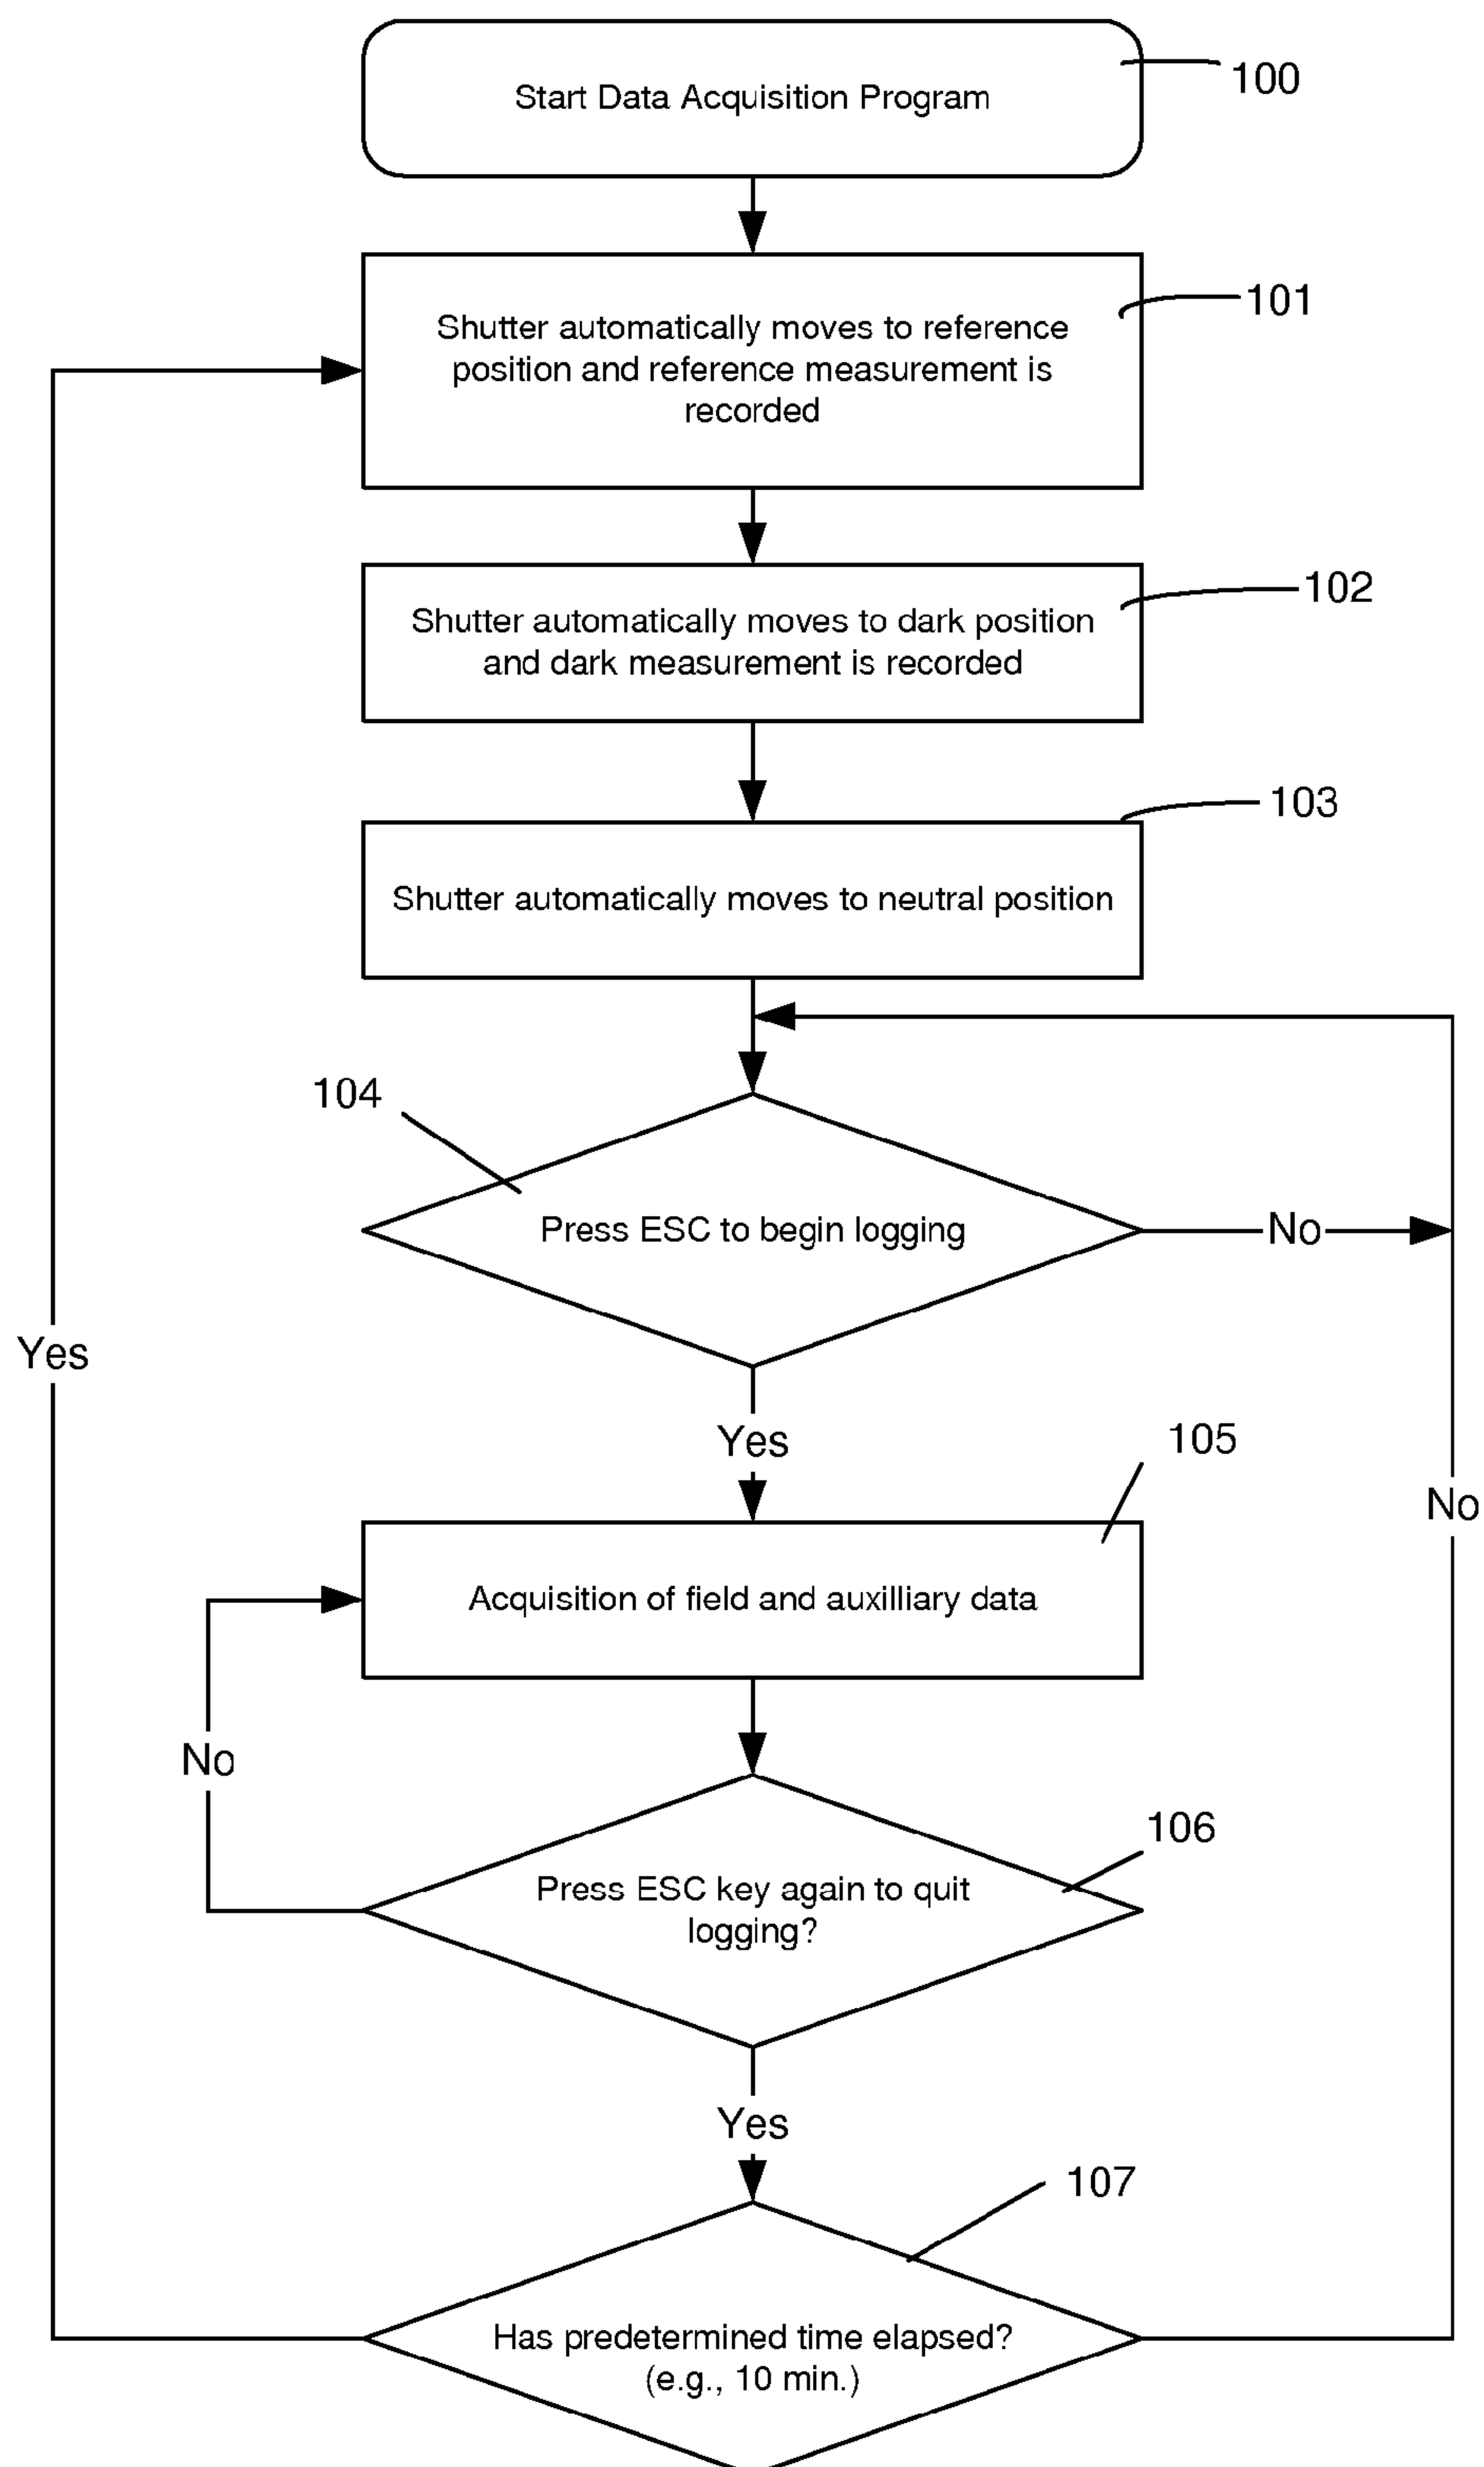 Start Data Acquisition Program
100
Shutter automatically moves to reference
position and reference measurement is
recorded
101
Shutter automatically moves to dark position
and dark measurement is recorded
102
103
Shutter automatically moves to neutral position
104
Press ESC to begin logging
No
Yes
Yes
105
No
Acquisition of field and auxilliary data
No
106
Press ESC key again to quit
logging?
Yes
107
Has predetermined time elapsed?
(e.g., 10 min.)